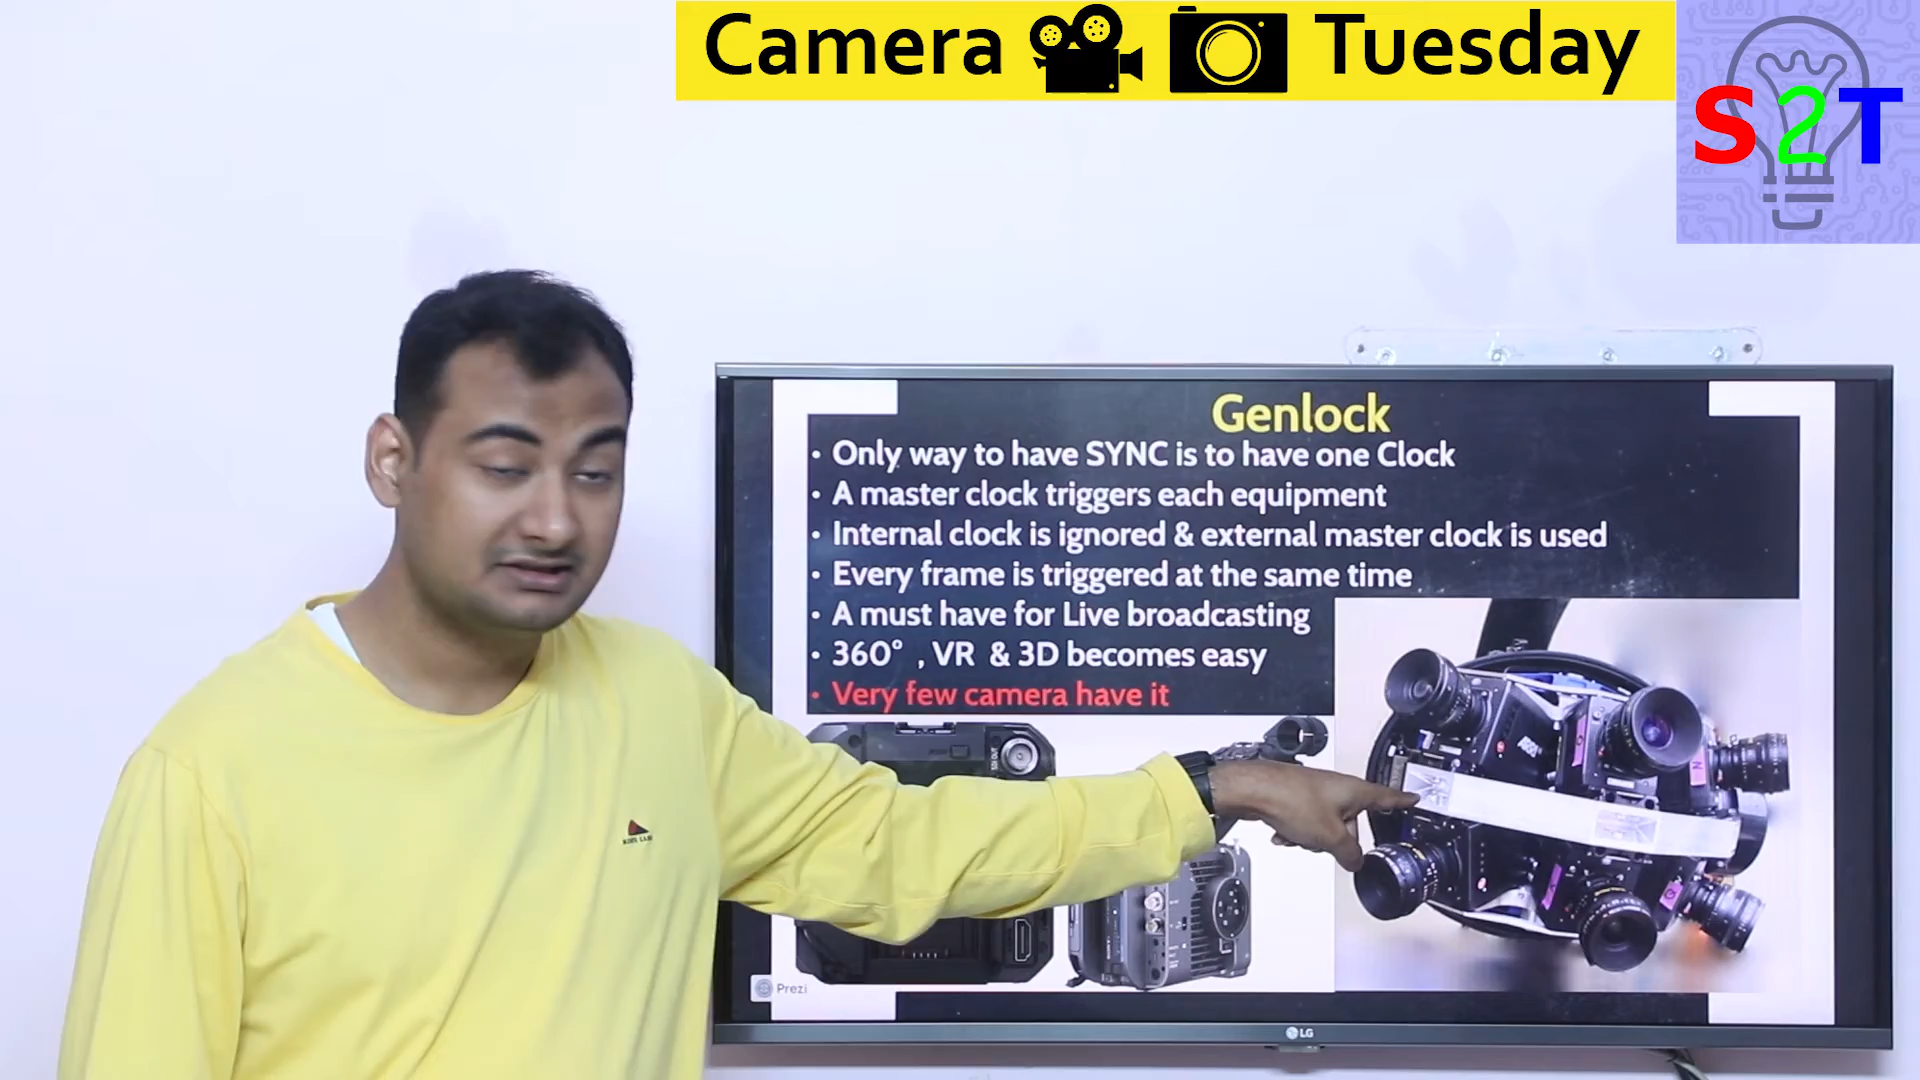 Camera Tuesday
S2T
Genlock
• Only way to have SYNC is to have one Clock
• A master clock triggers each equipment
• Internal clock is ignored & external master clock is used
• Every frame is triggered at the same time
• A must have for Live broadcasting
• 360° , VR & 3D becomes easy
• Very few camera have it
SDI OUT
Prezi
LG